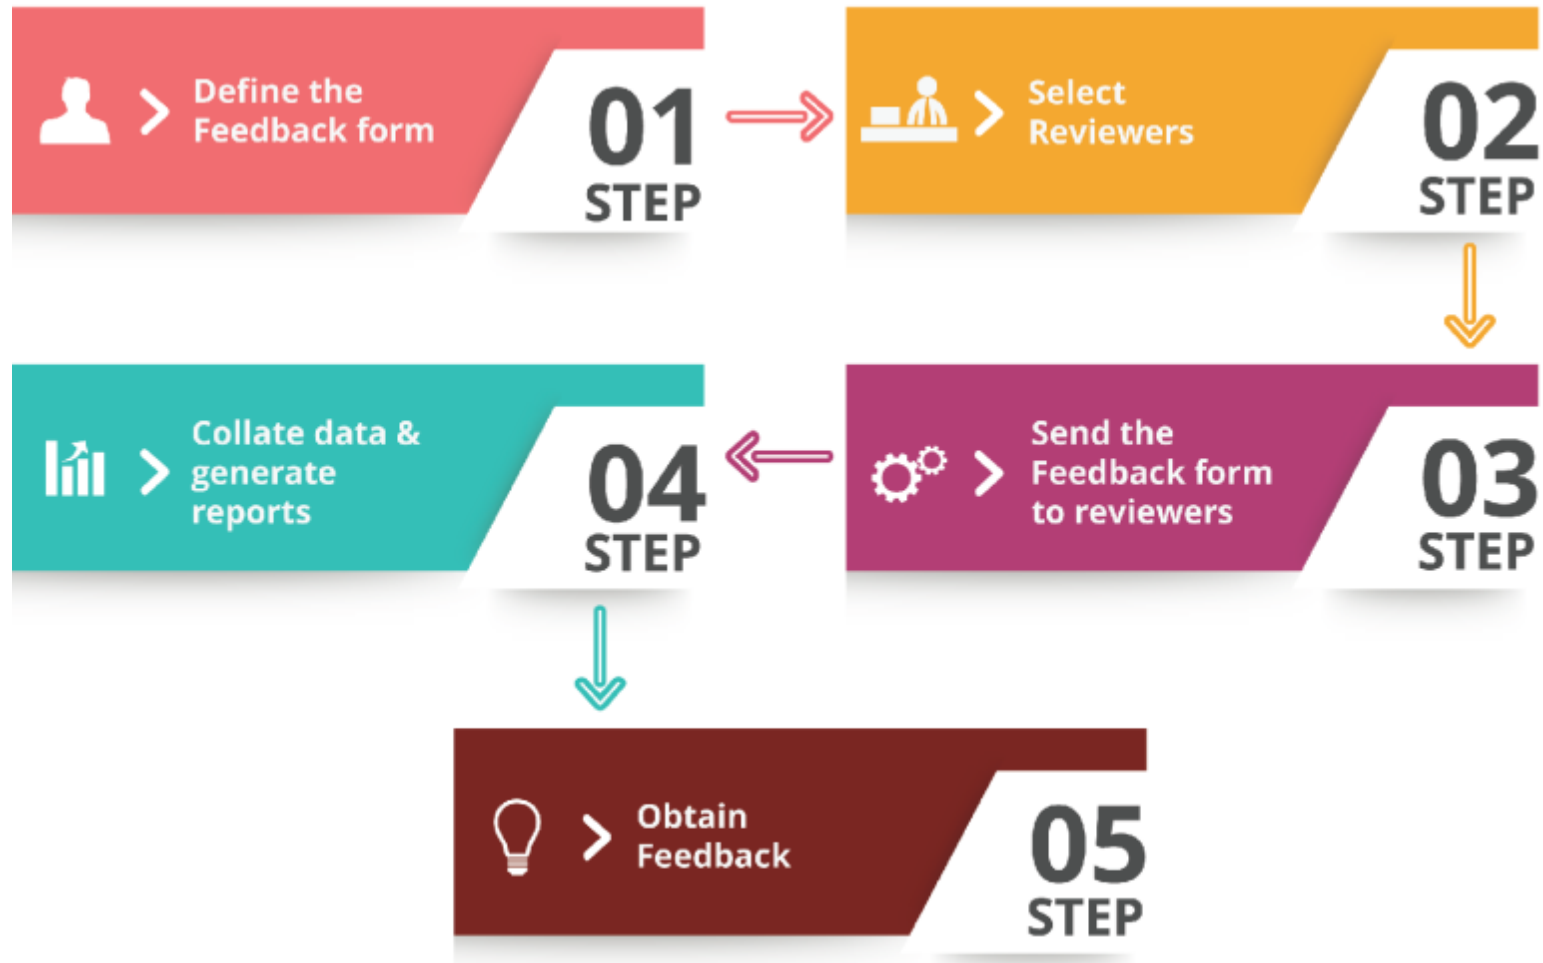 Define the
Feedback form
01
STEP
Select
Reviewers
02
STEP
Send the
Feedback form
to reviewers
03
STEP
Collate data &
generate
reports
04
STEP
Obtain
Feedback
05
STEP